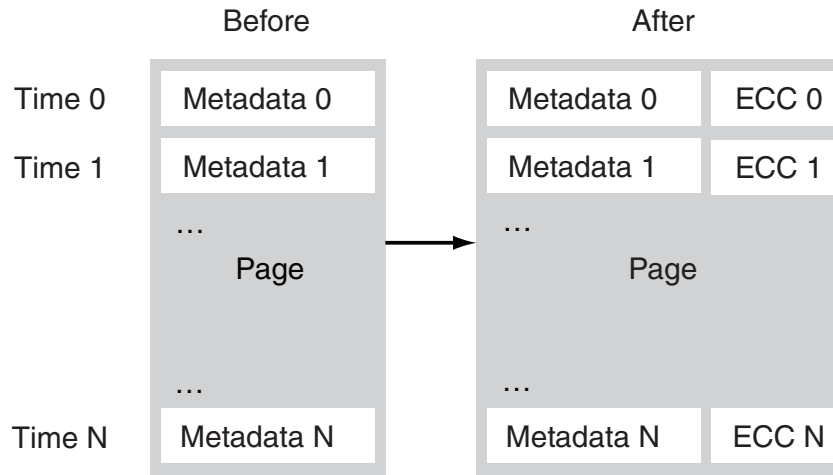 Before After
Time 0 Metadata 0 Metadata 0 ECC 0
Time 1 Metadata 1 Metadata 1 ECC 1
... ...
Page Page
... ...
Time N Metadata N Metadata N ECC N